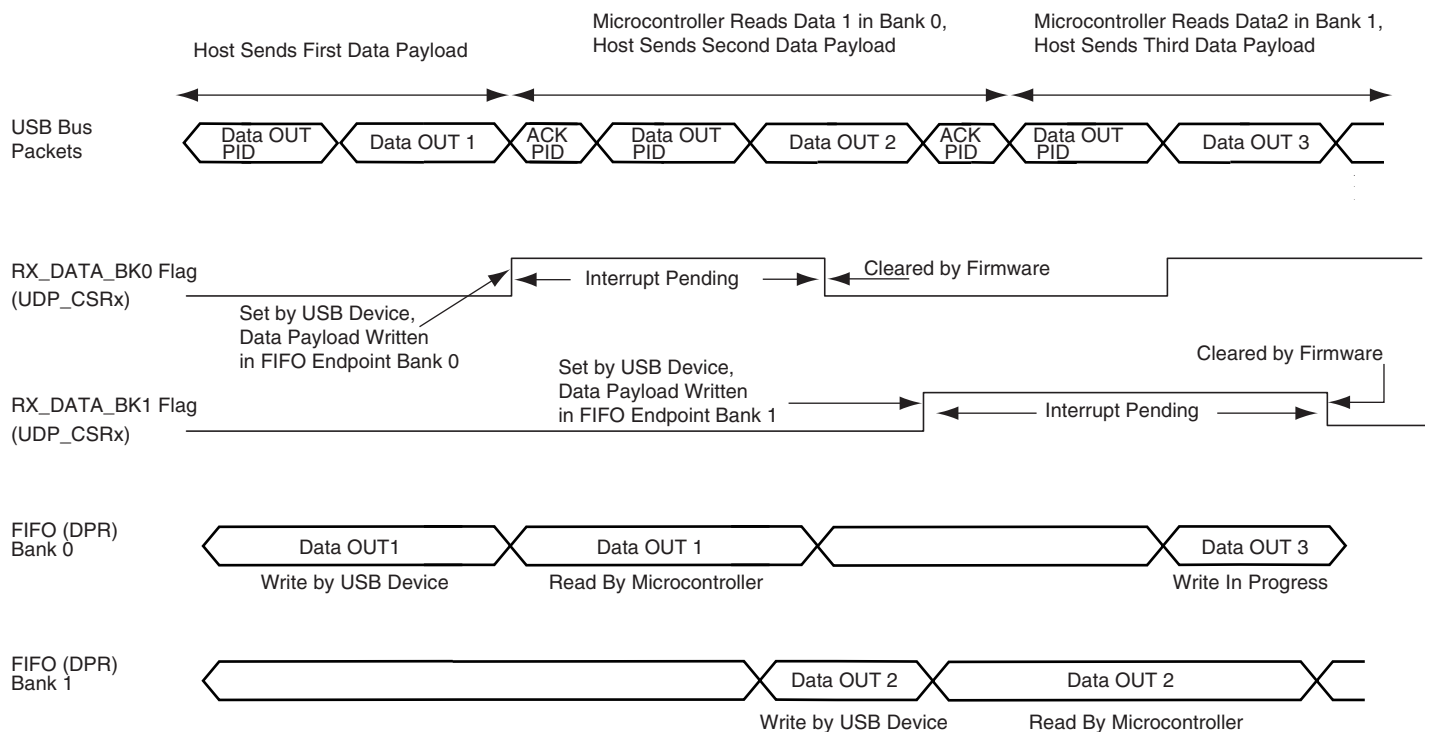 Microcontroller Reads Data 1 in Bank 0,
Host Sends Second Data Payload
Microcontroller Reads Data2 in Bank 1,
Host Sends Third Data Payload
Host Sends First Data Payload
USB Bus
Packets
Data OUT
PID
Data OUT 1
ACK
PID
Data OUT
PID
Data OUT 2
ACK
PID
Data OUT
PID
Data OUT 3
RX_DATA_BK0 Flag
(UDP_CSRx)
Interrupt Pending
Cleared by Firmware
Set by USB Device,
Data Payload Written
in FIFO Endpoint Bank 0
Cleared by Firmware
Set by USB Device,
Data Payload Written
in FIFO Endpoint Bank 1
RX_DATA_BK1 Flag
(UDP_CSRx)
Interrupt Pending
FIFO (DPR)
Bank 0
Data OUT1
Data OUT 1
Data OUT 3
Write by USB Device
Read By Microcontroller
Write In Progress
FIFO (DPR)
Bank 1
Data OUT 2
Data OUT 2
Write by USB Device
Read By Microcontroller